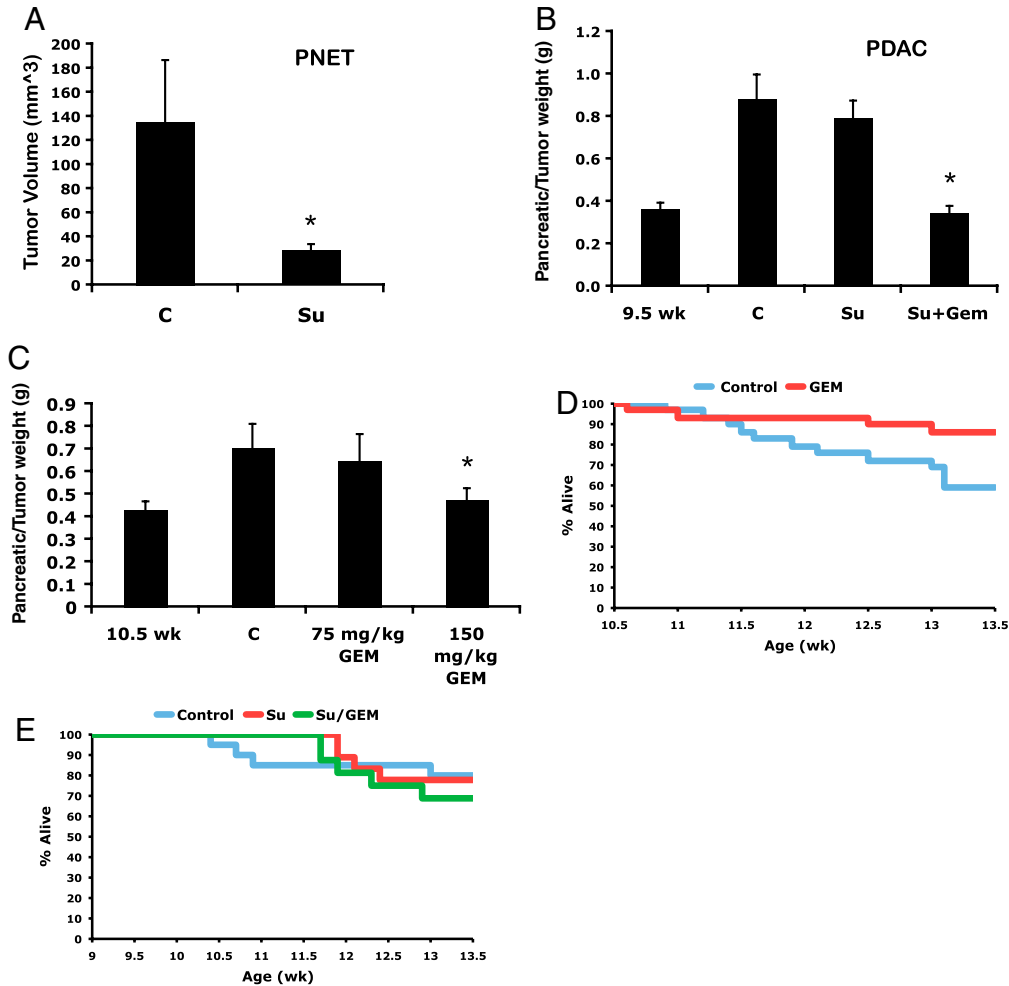 A
PNET
Tumor Volume (mm^3)
200
180
160
140
120
100
80
60
40
20
0
*
C
Su
B
PDAC
Pancreatic/Tumor weight (g)
1.2
1.0
0.8
0.6
0.4
0.2
0.0
*
9.5 wk
C
Su
Su+Gem
C
Pancreatic/Tumor weight (g)
0.9
0.8
0.7
0.6
0.5
0.4
0.3
0.2
0.1
0
*
10.5 wk
C
75 mg/kg
GEM
150
mg/kg
GEM
D
Control
GEM
% Alive
100
90
80
70
60
50
40
30
20
10
0
10.5
11
11.5
12
12.5
13
13.5
Age (wk)
E
Control
Su
Su/GEM
% Alive
100
90
80
70
60
50
40
30
20
10
0
9
9.5
10
10.5
11
11.5
12
12.5
13
13.5
Age (wk)